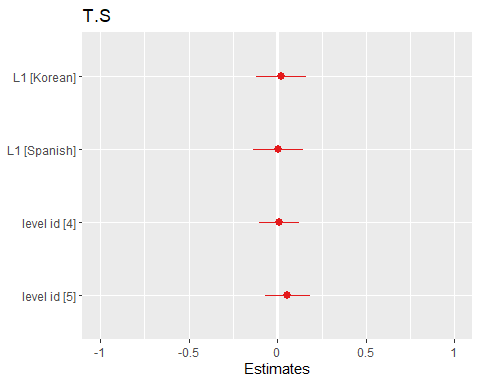 T.S
L1 [Korean]
L1 [Spanish]
level id [4]
level id [5]
-1 -0.5 0 0.5 1
Estimates